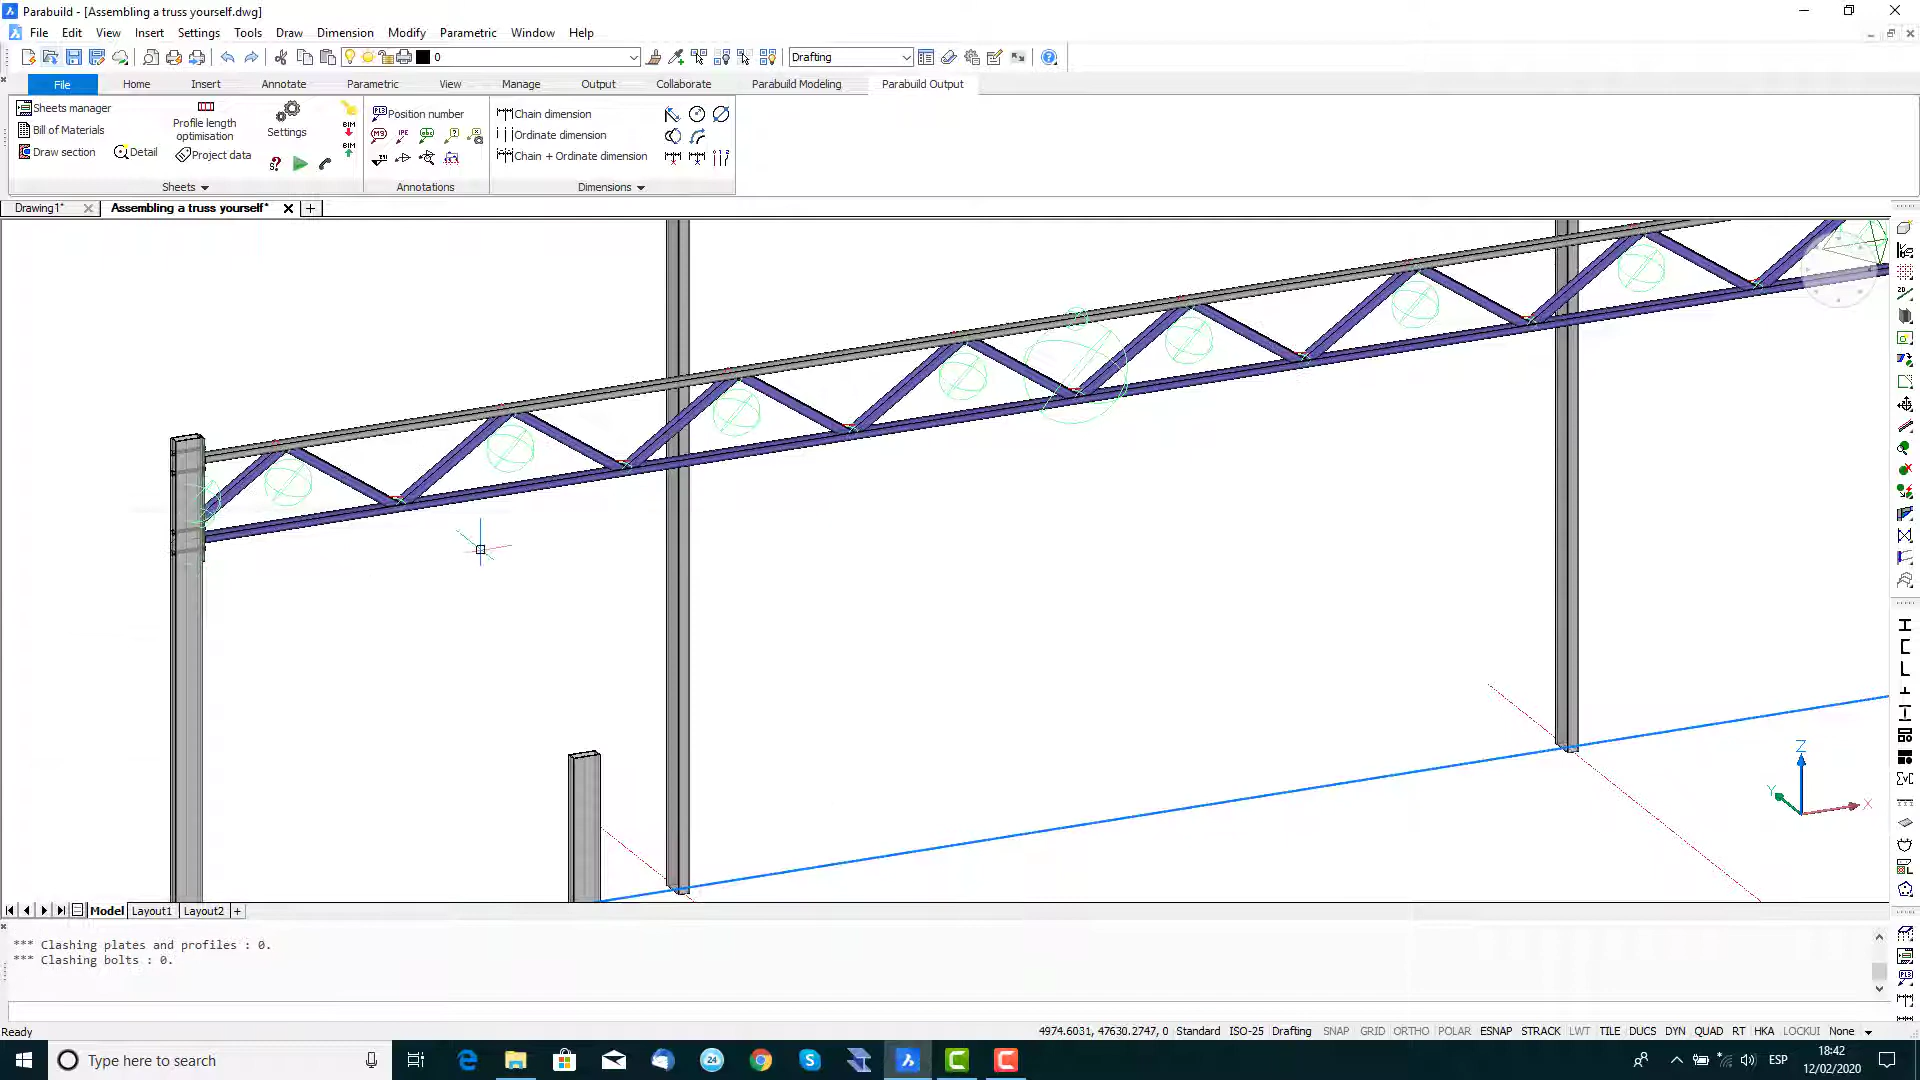 Parabuild - [Assembling a truss yourself.dwg]
File Edit View Insert Settings Tools Draw Dimension Modify Parametric Window Help
0 Drafting
File Home Insert Annotate Parametric View Manage Output Collaborate Parabuild Modeling Parabuild Output
Sheets manager
Bill of Materials
Draw section Detail
Profile length optimisation
Project data
Settings
BIM
BIM
Position number
Chain dimension
Ordinate dimension
Chain + Ordinate dimension
Sheets Annotations Dimensions
Drawing1* Assembling a truss yourself* +
Z
Y X
Model Layout1 Layout2 +
*** Clashing plates and profiles : 0.
*** Clashing bolts : 0.
Ready 4974.6031, 47630.2747, 0 Standard ISO-25 Drafting SNAP GRID ORTHO POLAR ESNAP STRACK LWT TILE DUCS DYN QUAD RT HKA LOCKUI None
Type here to search 24 ESP 18:42
12/02/2020